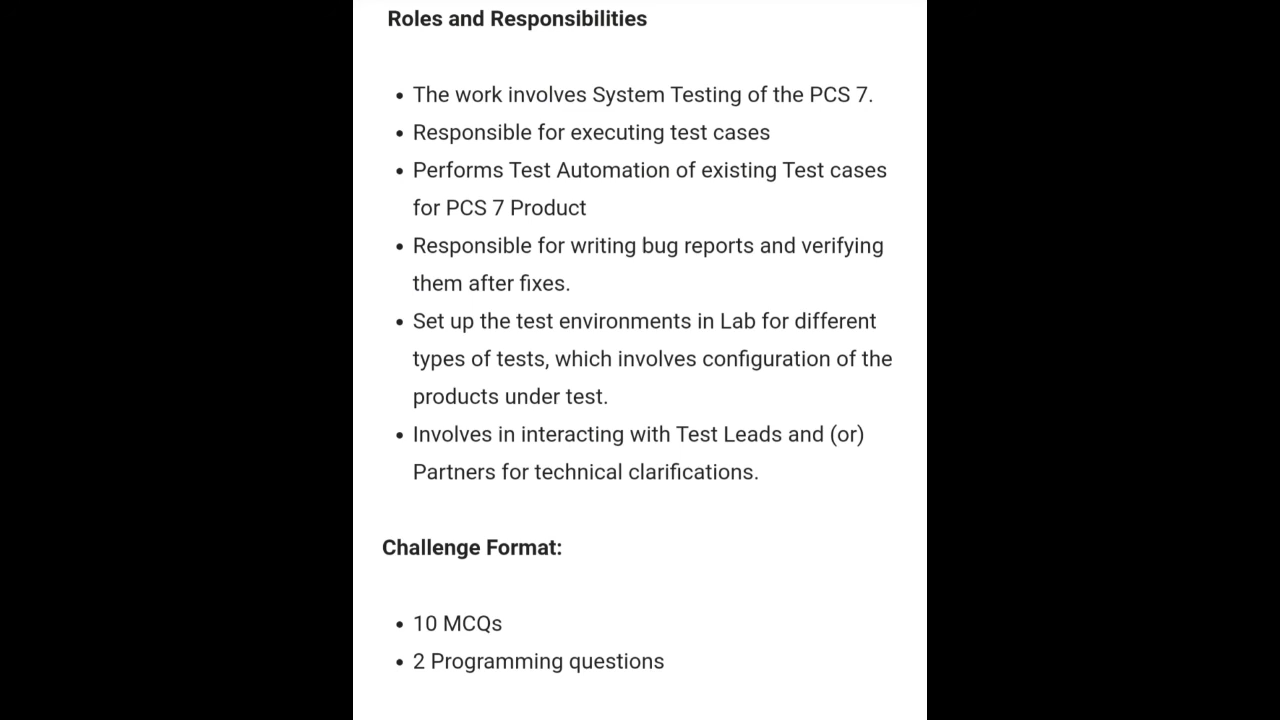 Roles and Responsibilities
• The work involves System Testing of the PCS 7.
• Responsible for executing test cases
• Performs Test Automation of existing Test cases
for PCS 7 Product
• Responsible for writing bug reports and verifying
them after fixes.
• Set up the test environments in Lab for different
types of tests, which involves configuration of the
products under test.
• Involves in interacting with Test Leads and (or)
Partners for technical clarifications.
Challenge Format:
• 10 MCQs
• 2 Programming questions